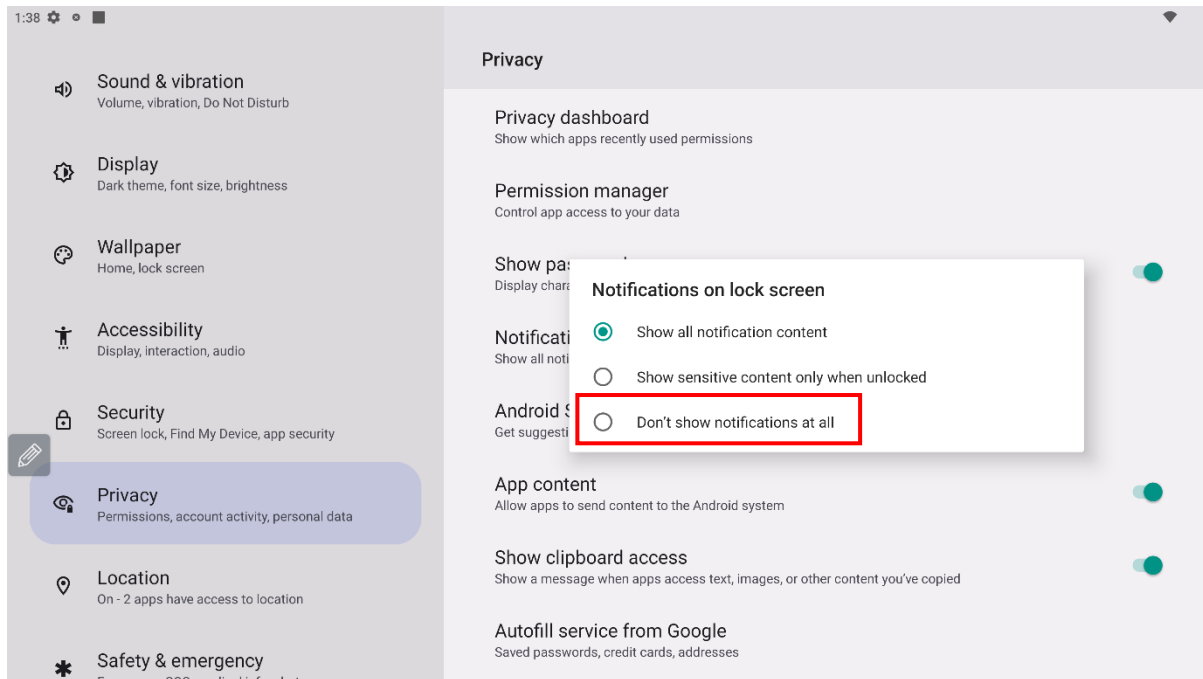 1:38
Sound & vibration
Volume, vibration, Do Not Disturb
Display
Dark theme, font size, brightness
Wallpaper
Home, lock screen
Accessibility
Display, interaction, audio
Security
Screen lock, Find My Device, app security
Privacy
Permissions, account activity, personal data
Location
On - 2 apps have access to location
Safety & emergency
Privacy
Privacy dashboard
Show which apps recently used permissions
Permission manager
Control app access to your data
Show
Display
Show all
Android
Get
Notifications on lock screen
Show all notification content
Show sensitive content only when unlocked
Don't show notifications at all
App content
Allow apps to send content to the Android system
Show clipboard access
Show a message when apps access text, images, or other content you've copied
Autofill service from Google
Saved passwords, credit cards, addresses